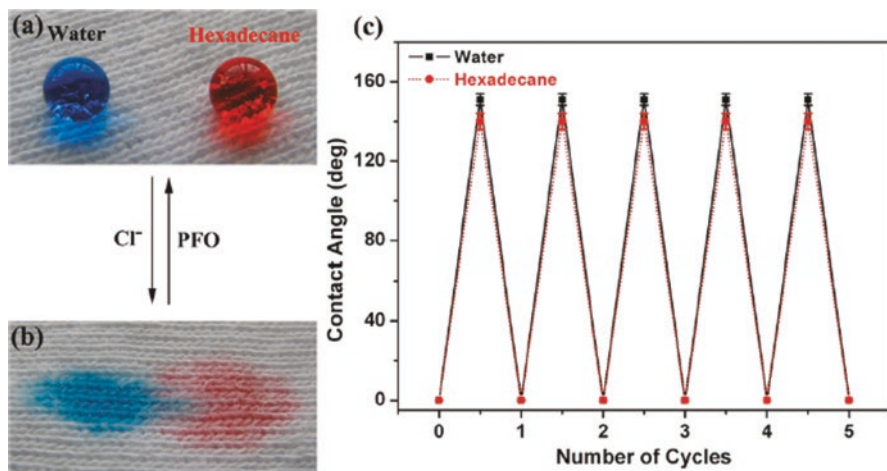 (a)
Water
Hexadecane
Cl⁻
PFO
(b)
(c)
Water
Hexadecane
160
120
80
40
0
Contact Angle (deg)
0 1 2 3 4 5
Number of Cycles